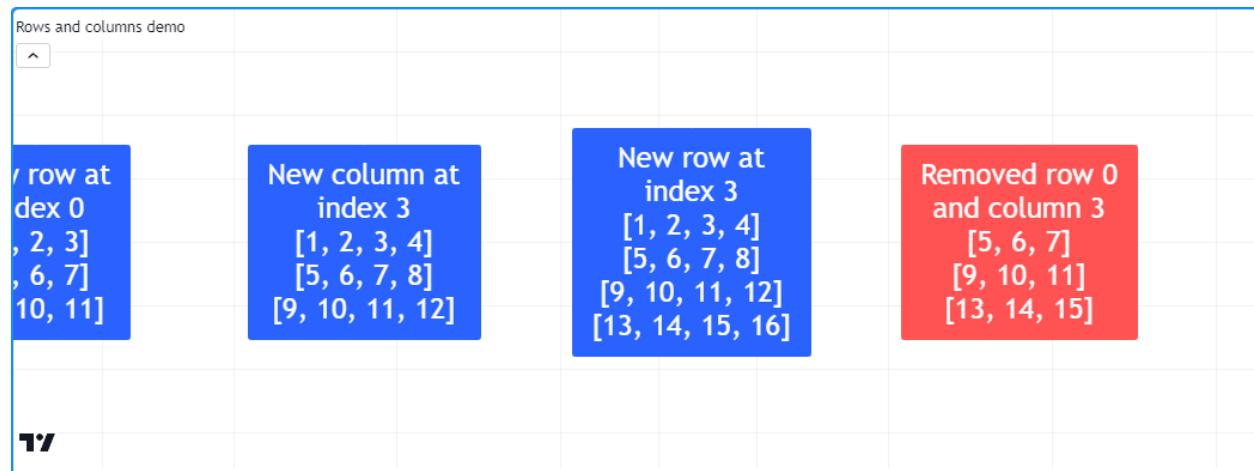 Rows and columns demo
row at
dex 0
, 2, 3]
, 6, 7]
10, 11]
New column at
index 3
[1, 2, 3, 4]
[5, 6, 7, 8]
[9, 10, 11, 12]
New row at
index 3
[1, 2, 3, 4]
[5, 6, 7, 8]
[9, 10, 11, 12]
[13, 14, 15, 16]
Removed row 0
and column 3
[5, 6, 7]
[9, 10, 11]
[13, 14, 15]